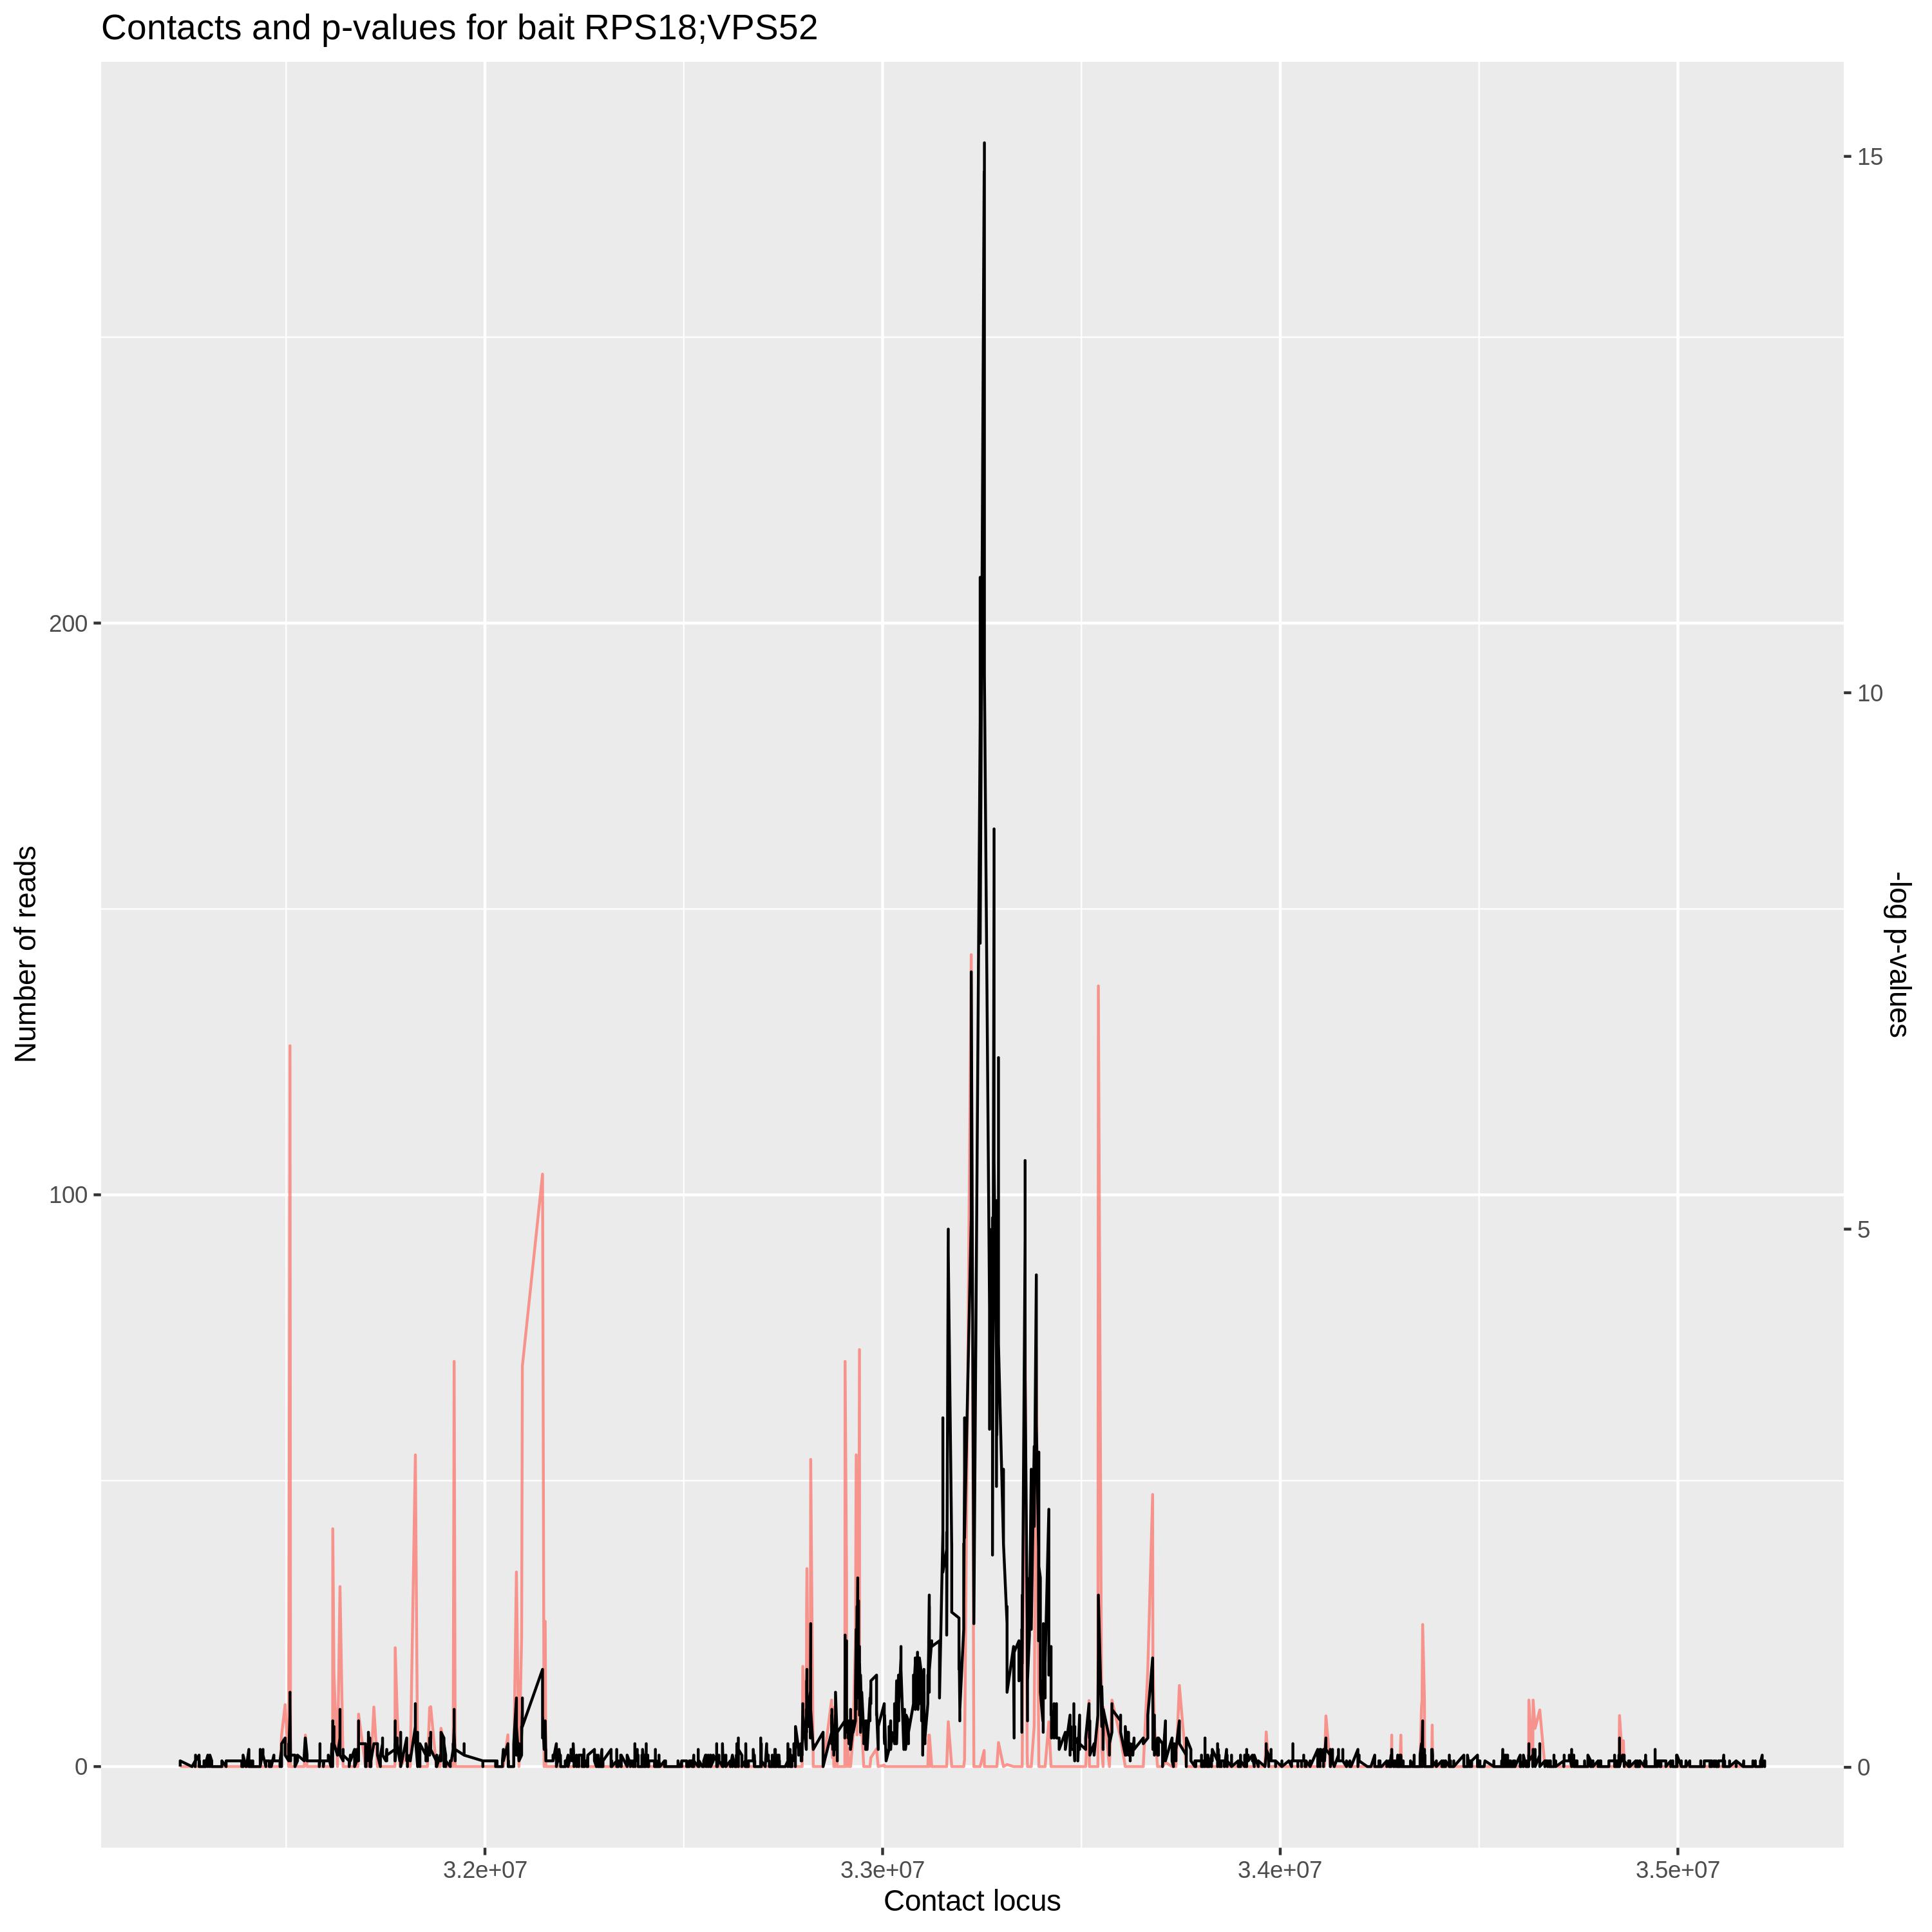 Contacts and p-values for bait RPS18;VPS52
15
200
10
Number of reads
-log p-values
100
5
0
0
3.2e+07
3.3e+07
3.4e+07
3.5e+07
Contact locus